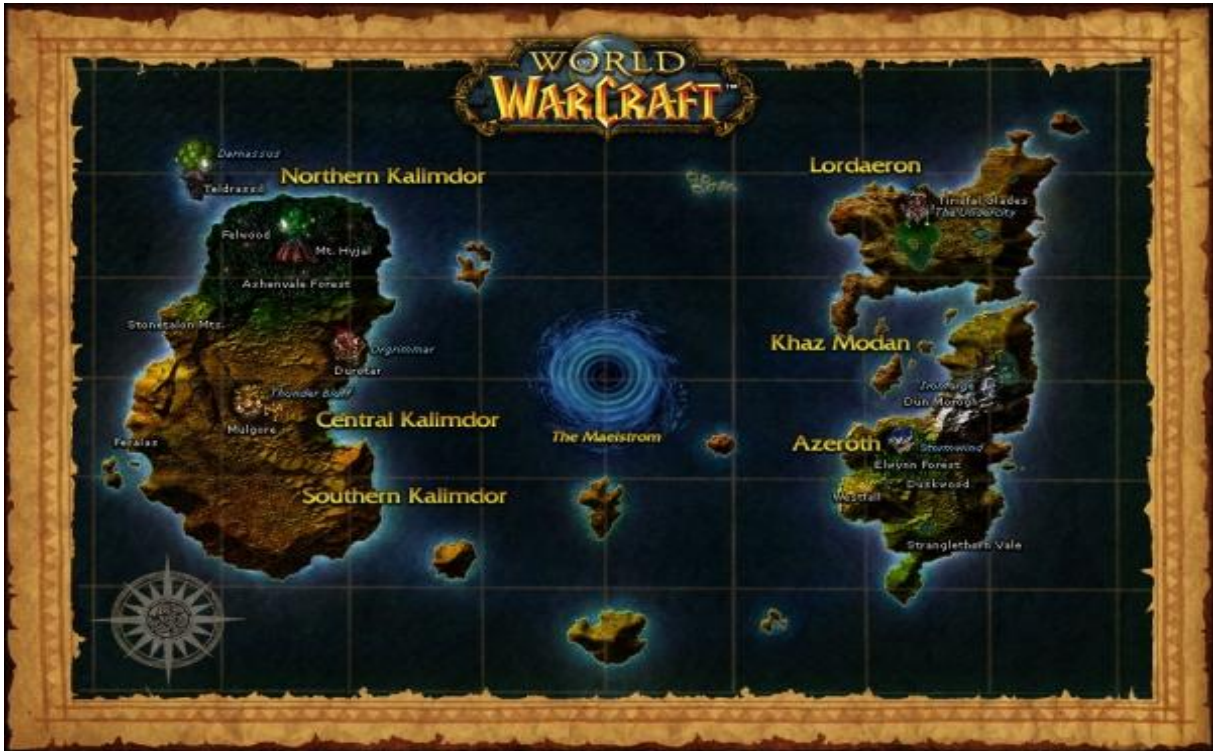 WORLD
WARCRAFT™
Darnassus
Teldrassil
Northern Kalimdor
Felwood
Mt. Hyjal
Ashenvale Forest
Stonetalon Mts.
Orgrimmar
Durotar
Thunder Bluff
Mulgore
Central Kalimdor
Feralas
Southern Kalimdor
The Maelstrom
Lordaeron
Tirisfal Glades
The Undercity
Khaz Modan
Ironforge
Dun Morogh
Azeroth
Stormwind
Elwynn Forest
Duskwood
Westfall
Stranglethorn Vale